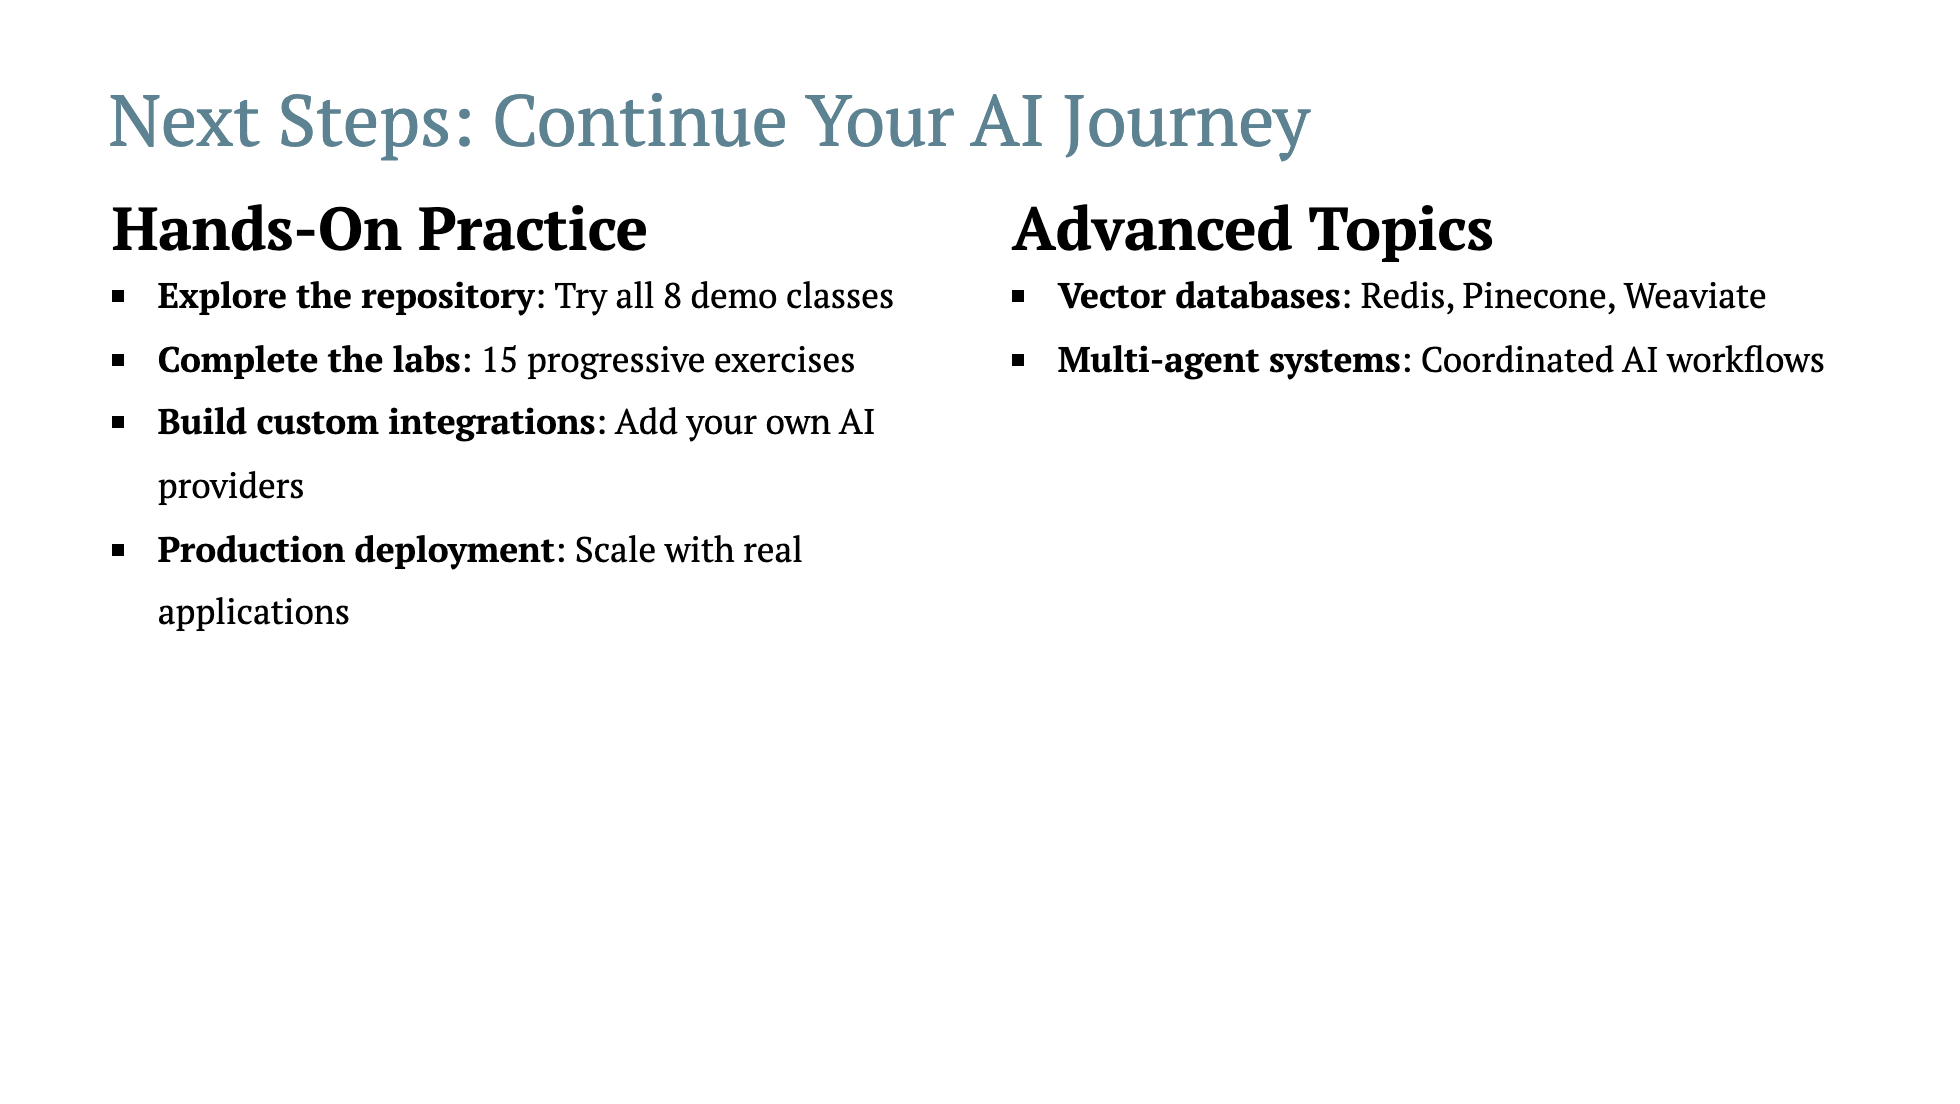 Next Steps: Continue Your AI Journey
Hands-On Practice
▪ Explore the repository: Try all 8 demo classes
▪ Complete the labs: 15 progressive exercises
▪ Build custom integrations: Add your own AI
providers
▪ Production deployment: Scale with real
applications
Advanced Topics
▪ Vector databases: Redis, Pinecone, Weaviate
▪ Multi-agent systems: Coordinated AI workflows